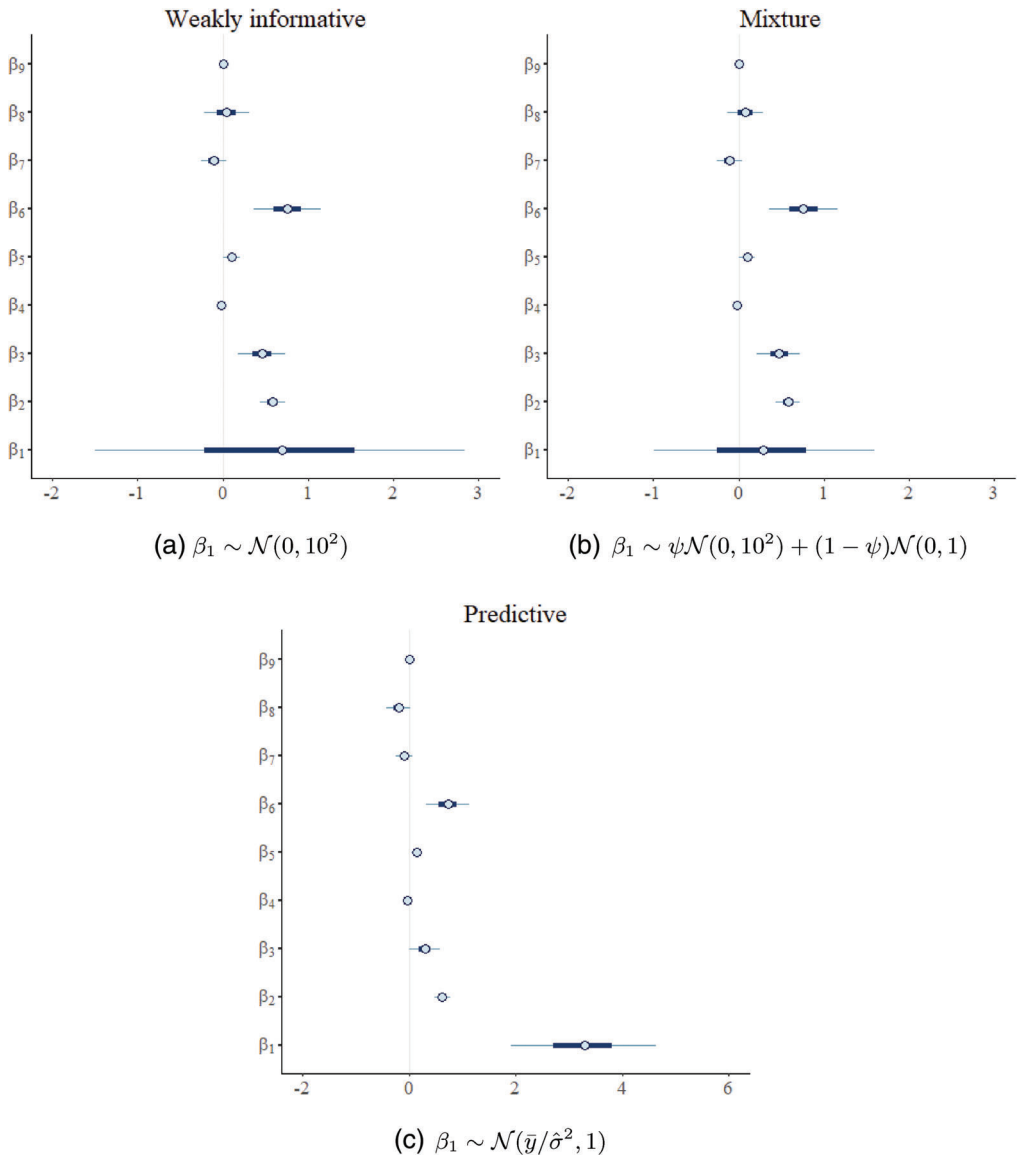 Weakly informative
β₉
β₈
β₇
β₆
β₅
β₄
β₃
β₂
β₁
-2 -1 0 1 2 3
(a) β₁ ∼ 𝒩(0, 10²)
Mixture
β₉
β₈
β₇
β₆
β₅
β₄
β₃
β₂
β₁
-2 -1 0 1 2 3
(b) β₁ ∼ ψ𝒩(0, 10²) + (1 − ψ)𝒩(0, 1)
Predictive
β₉
β₈
β₇
β₆
β₅
β₄
β₃
β₂
β₁
-2 0 2 4 6
(c) β₁ ∼ 𝒩(ȳ/σ̂², 1)